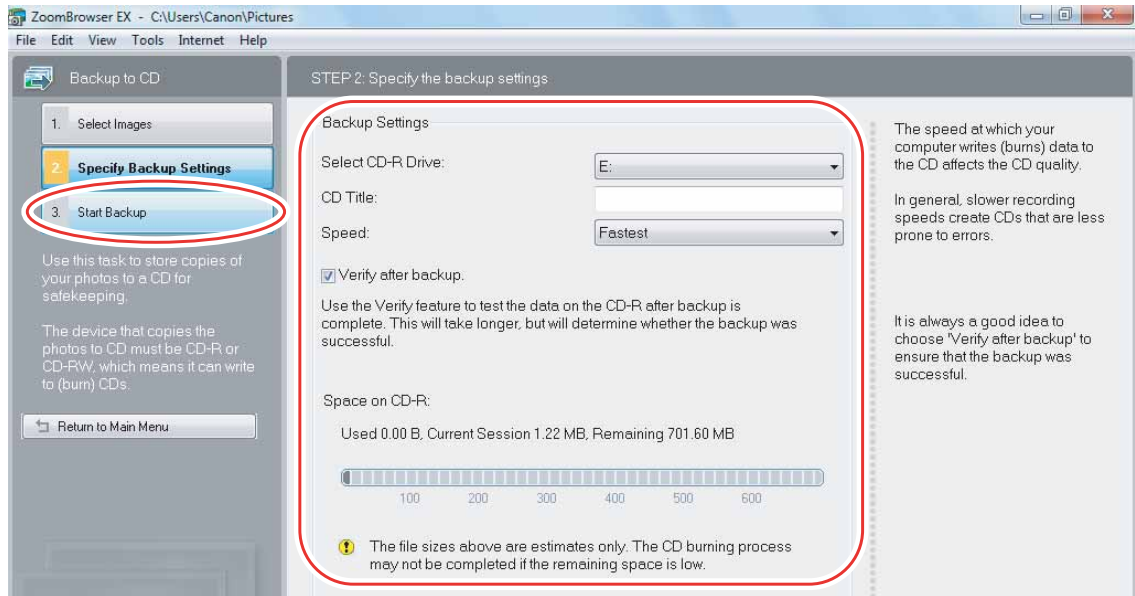 ZoomBrowser EX - C:\Users\Canon\Pictures
File Edit View Tools Internet Help
Backup to CD
1. Select Images
2. Specify Backup Settings
3. Start Backup
Use this task to store copies of
your photos to a CD for
safekeeping.
The device that copies the
photos to CD must be CD-R or
CD-RW, which means it can write
to (burn) CDs.
Return to Main Menu
STEP 2: Specify the backup settings
Backup Settings
Select CD-R Drive: E:
CD Title:
Speed: Fastest
Verify after backup.
Use the Verify feature to test the data on the CD-R after backup is
complete. This will take longer, but will determine whether the backup was
successful.
Space on CD-R:
Used 0.00 B, Current Session 1.22 MB, Remaining 701.60 MB
100 200 300 400 500 600
The file sizes above are estimates only. The CD burning process
may not be completed if the remaining space is low.
The speed at which your
computer writes (burns) data to
the CD affects the CD quality.
In general, slower recording
speeds create CDs that are less
prone to errors.
It is always a good idea to
choose 'Verify after backup' to
ensure that the backup was
successful.